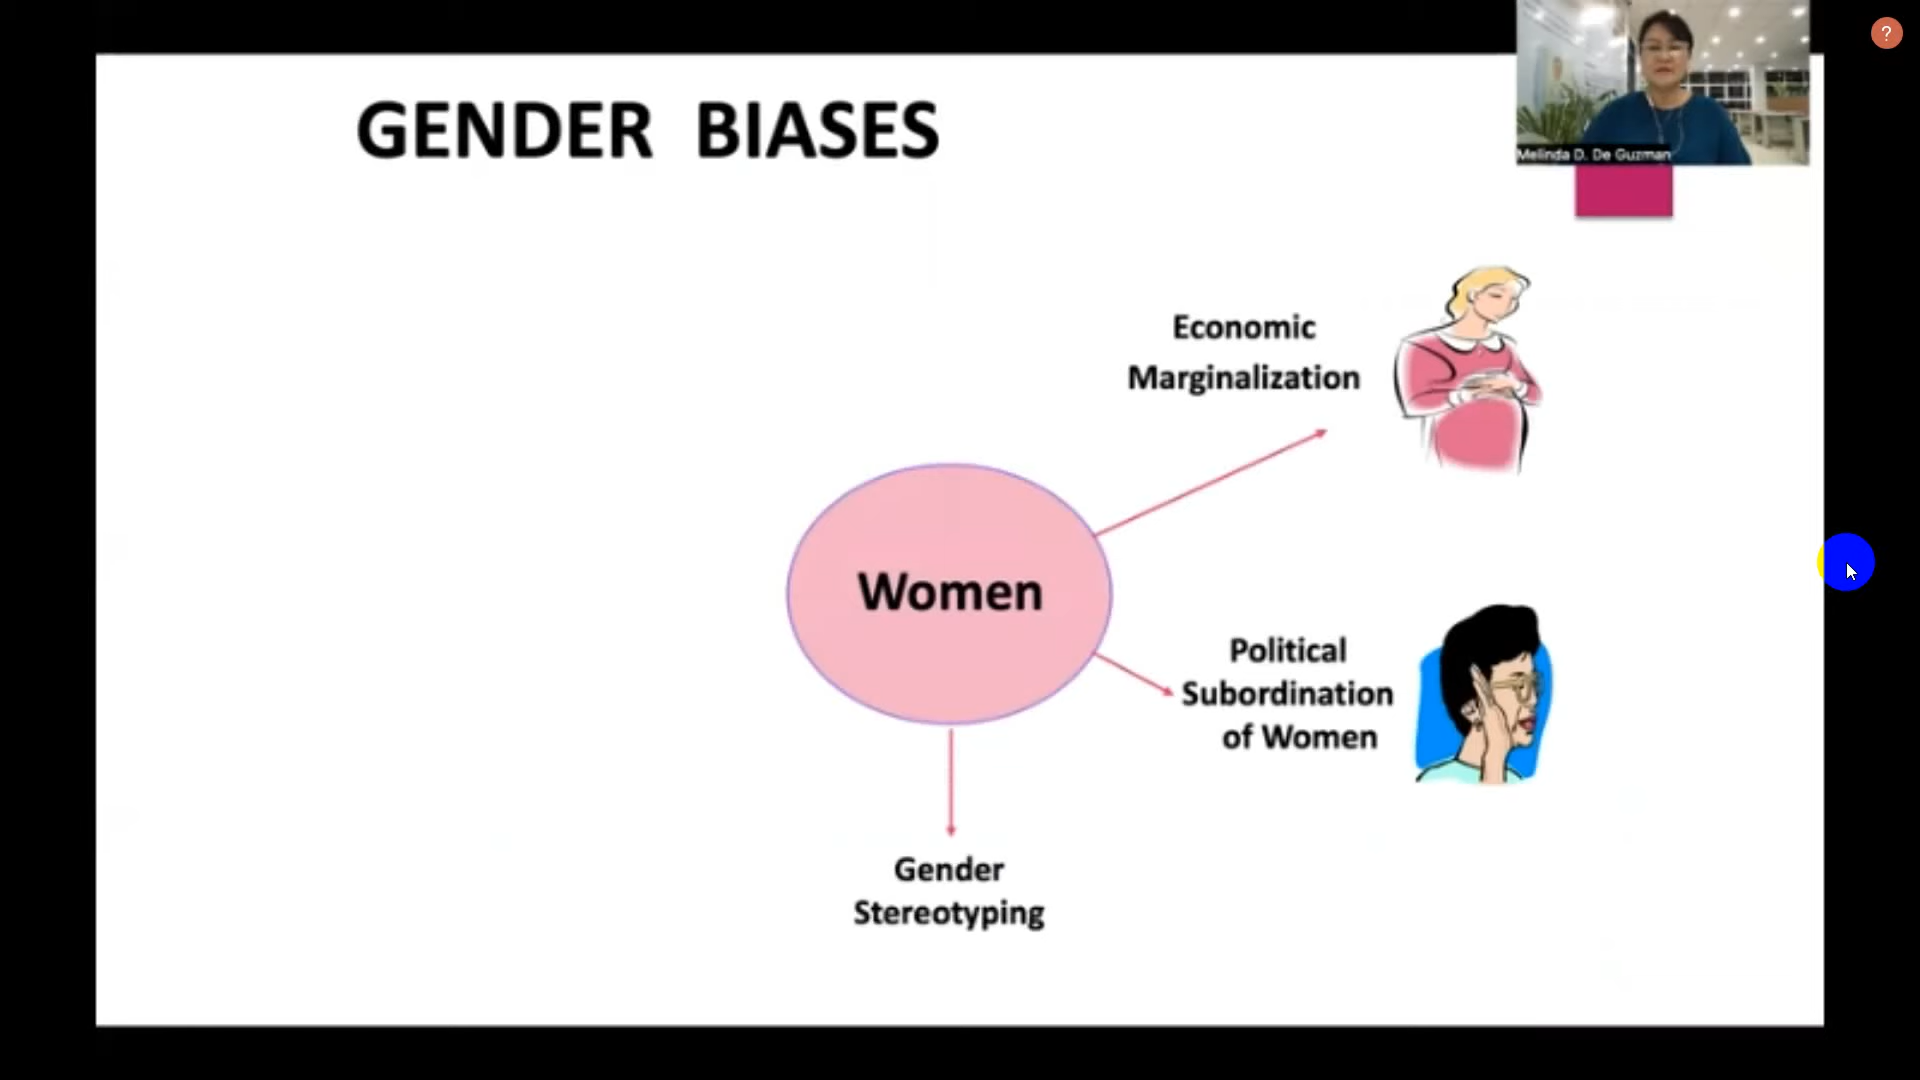 GENDER BIASES
Melinda D. De Guzman
?
Economic
Marginalization
Women
Political
Subordination
of Women
Gender
Stereotyping